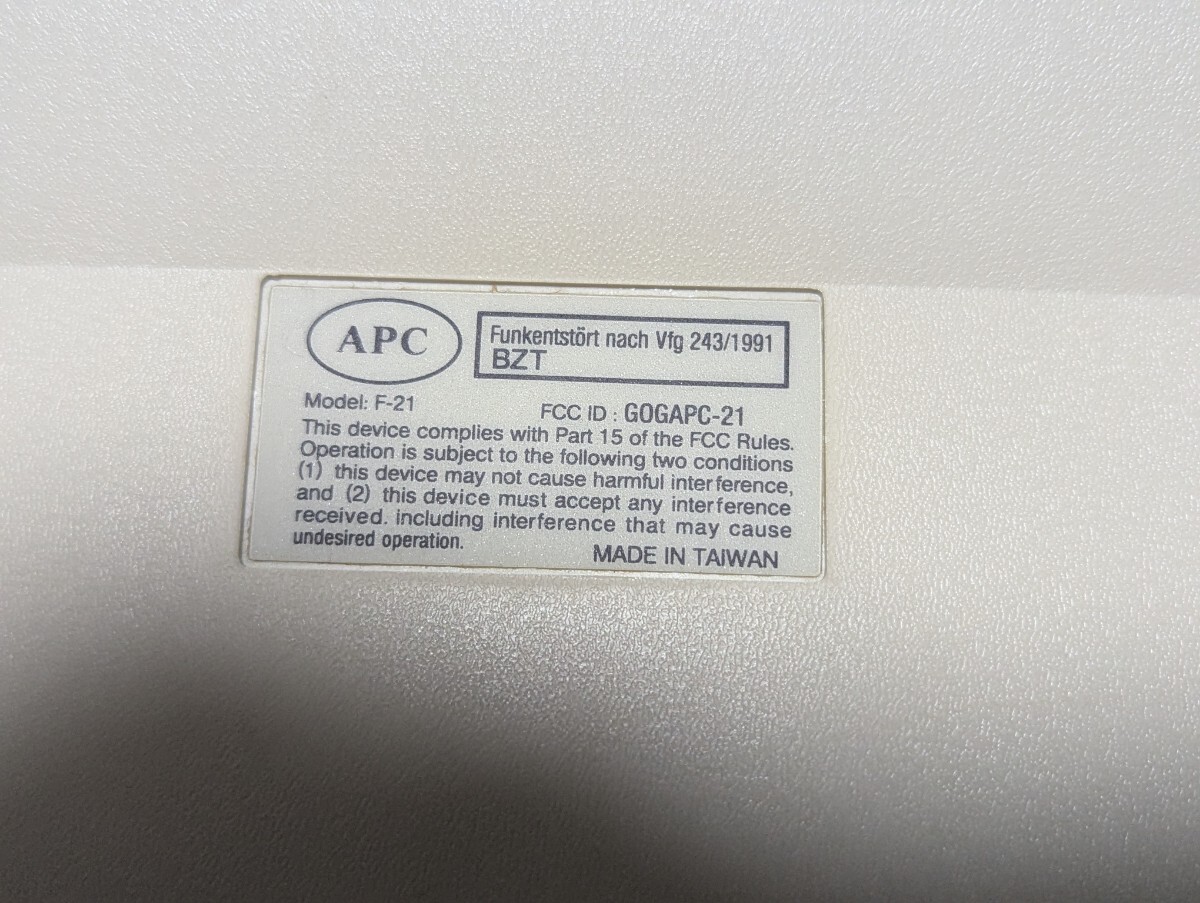 APC
Funkentstört nach Vfg 243/1991
BZT
Model: F-21
FCC ID : GOGAPC-21
This device complies with Part 15 of the FCC Rules.
Operation is subject to the following two conditions
(1) this device may not cause harmful interference,
and (2) this device must accept any interference
received. including interference that may cause
undesired operation.
MADE IN TAIWAN